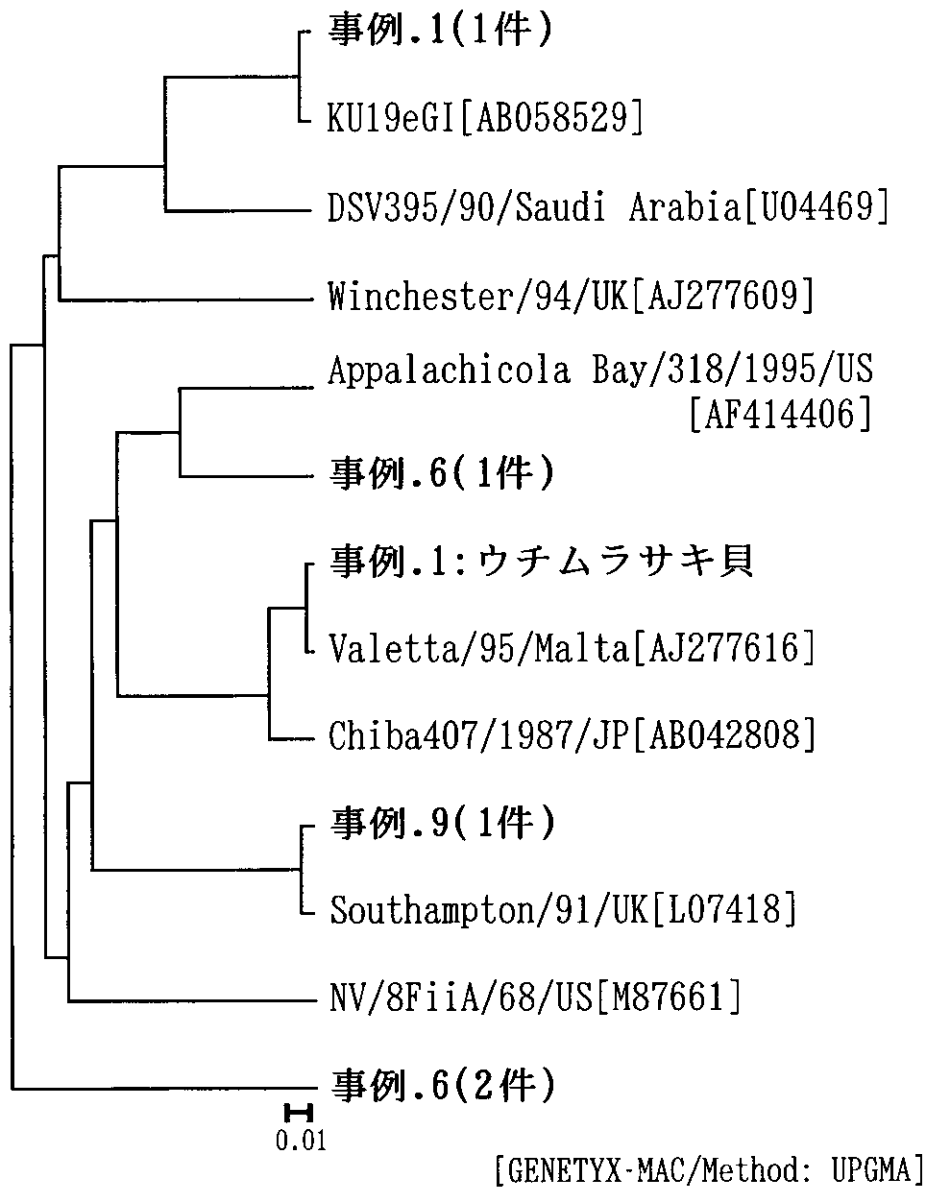 事例.1(1件)
KU19eGI[AB058529]
DSV395/90/Saudi Arabia[U04469]
Winchester/94/UK[AJ277609]
Appalachicola Bay/318/1995/US
[AF414406]
事例.6(1件)
事例.1:ウチムラサキ貝
Valetta/95/Malta[AJ277616]
Chiba407/1987/JP[AB042808]
事例.9(1件)
Southampton/91/UK[L07418]
NV/8FiiA/68/US[M87661]
事例.6(2件)
0.01
[GENETYX-MAC/Method: UPGMA]